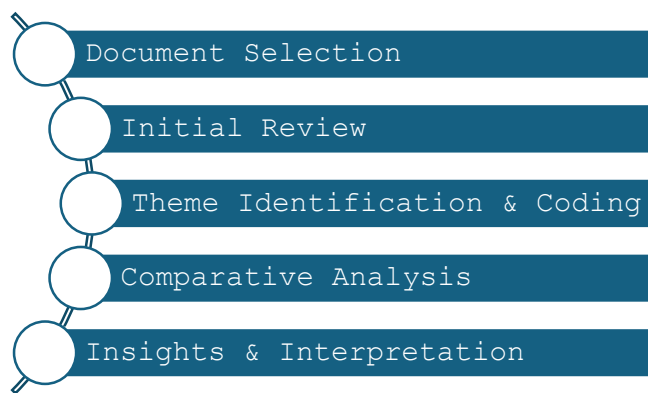 Document Selection
Initial Review
Theme Identification & Coding
Comparative Analysis
Insights & Interpretation